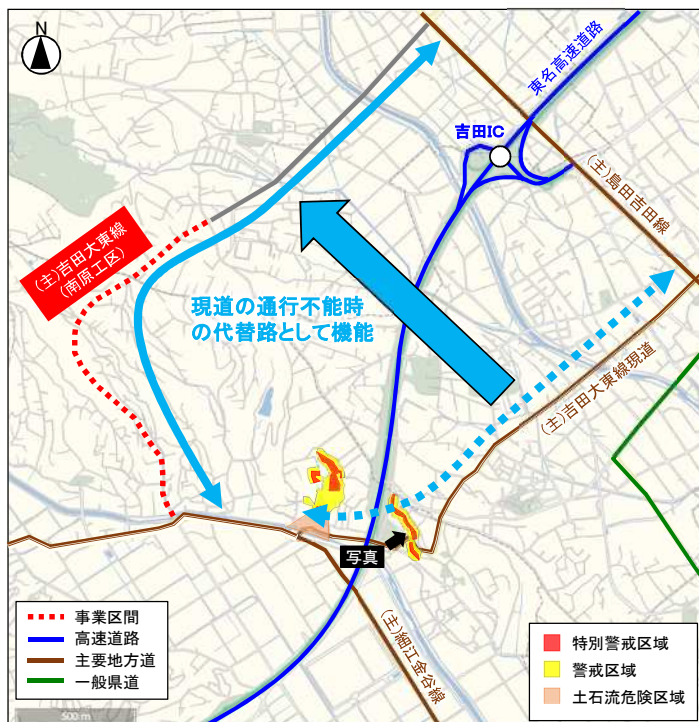 N
東名高速道路
吉田IC
(主)島田吉田線
(主)吉田大東線
(南原工区)
現道の通行不能時
の代替路として機能
(主)吉田大東線現道
写真
(主)細江金谷線
事業区間
高速道路
主要地方道
一般県道
特別警戒区域
警戒区域
土石流危険区域
500 m